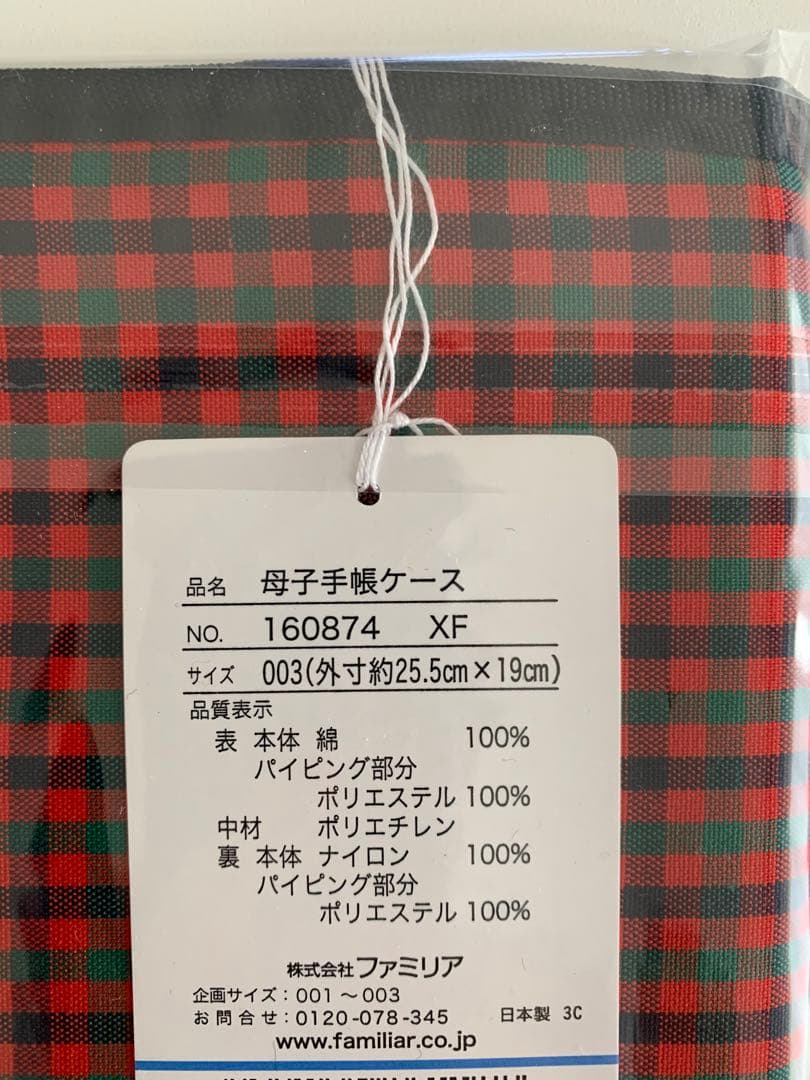 品名 母子手帳ケース
NO. 160874 XF
サイズ 003(外寸約25.5cm×19cm)
品質表示
表 本体 綿 100%
パイピング部分
ポリエステル 100%
中材 ポリエチレン
裏 本体 ナイロン 100%
パイピング部分
ポリエステル 100%
株式会社ファミリア
企画サイズ：001～003
お問合せ：0120-078-345 日本製 3C
www.familiar.co.jp